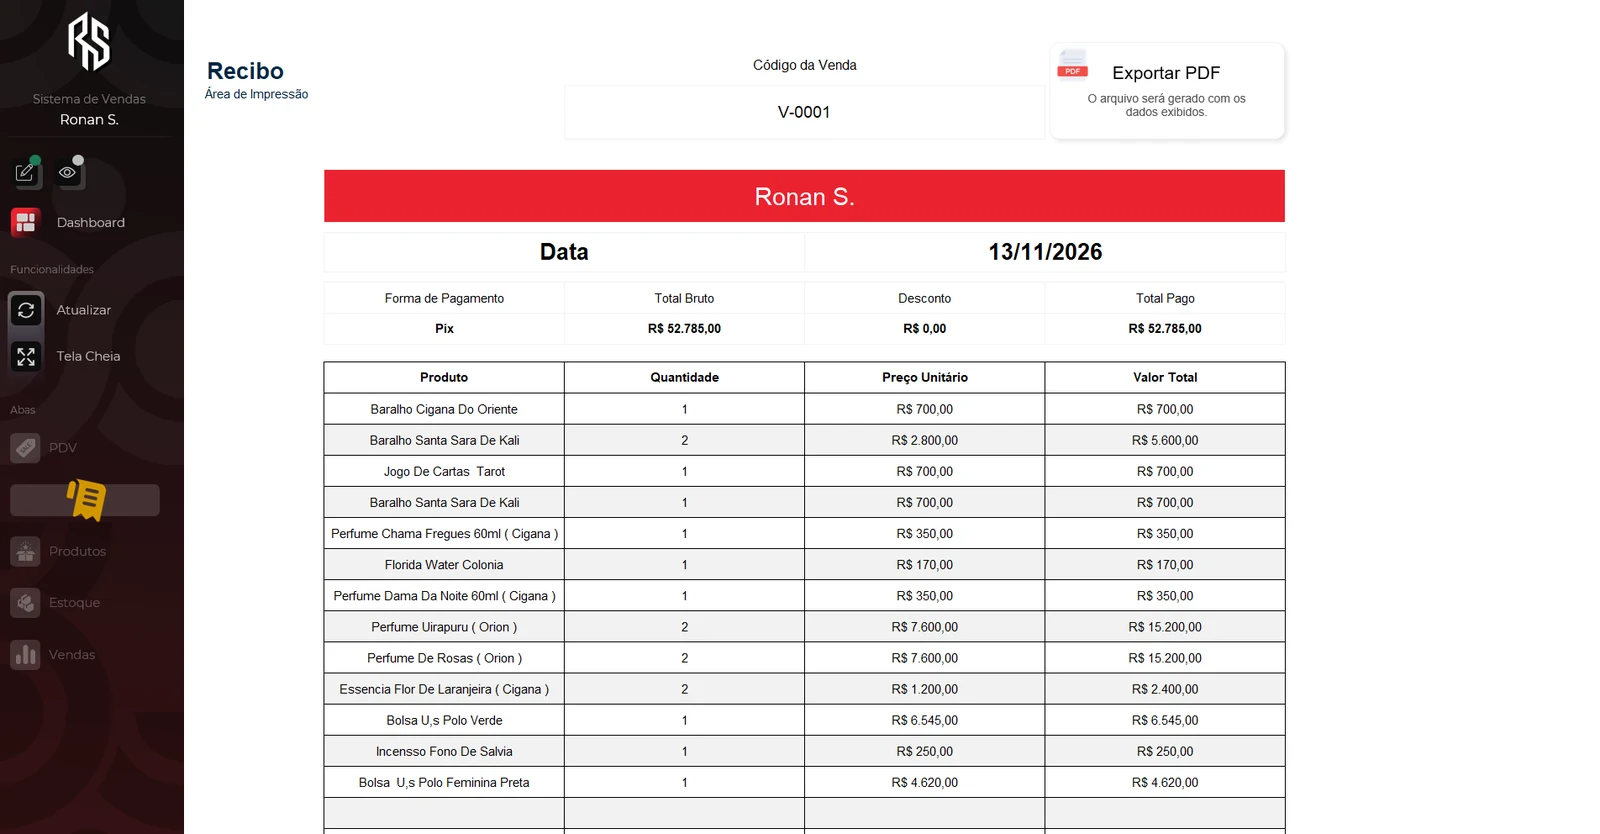 RS
Sistema de Vendas
Ronan S.
Dashboard
Funcionalidades
Atualizar
Tela Cheia
Abas
PDV
Produtos
Estoque
Vendas
Recibo
Área de Impressão
Código da Venda
V-0001
PDF
Exportar PDF
O arquivo será gerado com os
dados exibidos.
Ronan S.
Data 13/11/2026
Forma de Pagamento Total Bruto Desconto Total Pago
Pix R$ 52.785,00 R$ 0,00 R$ 52.785,00
Produto Quantidade Preço Unitário Valor Total
Baralho Cigana Do Oriente 1 R$ 700,00 R$ 700,00
Baralho Santa Sara De Kali 2 R$ 2.800,00 R$ 5.600,00
Jogo De Cartas  Tarot 1 R$ 700,00 R$ 700,00
Baralho Santa Sara De Kali 1 R$ 700,00 R$ 700,00
Perfume Chama Fregues 60ml ( Cigana ) 1 R$ 350,00 R$ 350,00
Florida Water Colonia 1 R$ 170,00 R$ 170,00
Perfume Dama Da Noite 60ml ( Cigana ) 1 R$ 350,00 R$ 350,00
Perfume Uirapuru ( Orion ) 2 R$ 7.600,00 R$ 15.200,00
Perfume De Rosas ( Orion ) 2 R$ 7.600,00 R$ 15.200,00
Essencia Flor De Laranjeira ( Cigana ) 2 R$ 1.200,00 R$ 2.400,00
Bolsa U,s Polo Verde 1 R$ 6.545,00 R$ 6.545,00
Incensso Fono De Salvia 1 R$ 250,00 R$ 250,00
Bolsa  U,s Polo Feminina Preta 1 R$ 4.620,00 R$ 4.620,00